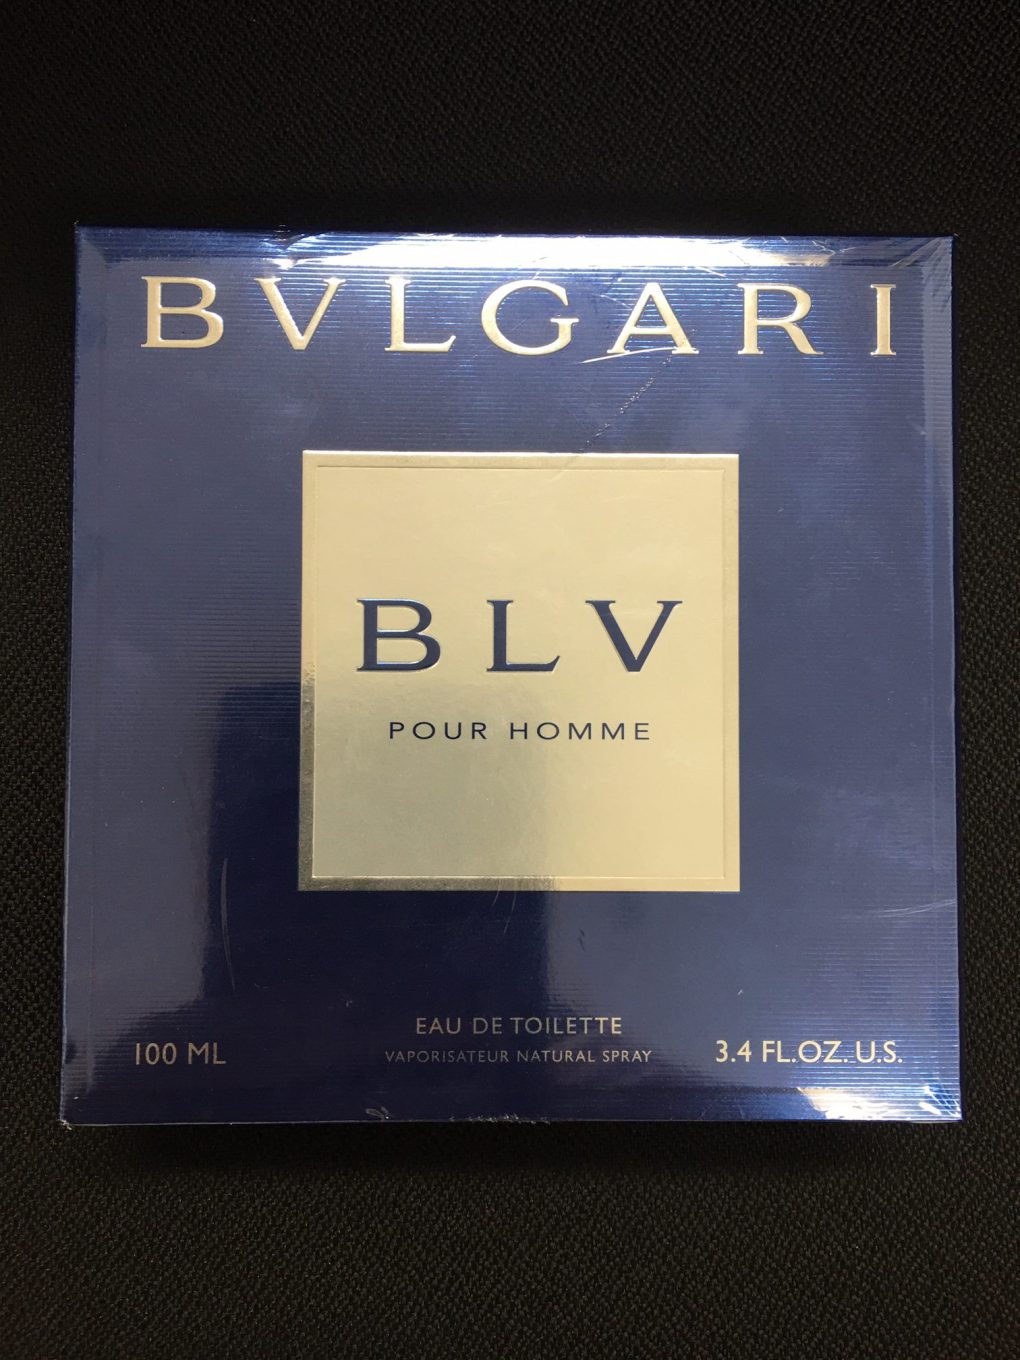 BVLGARI
BLV
POUR HOMME
EAU DE TOILETTE
VAPORISATEUR NATURAL SPRAY
100 ML
3.4 FL.OZ. U.S.